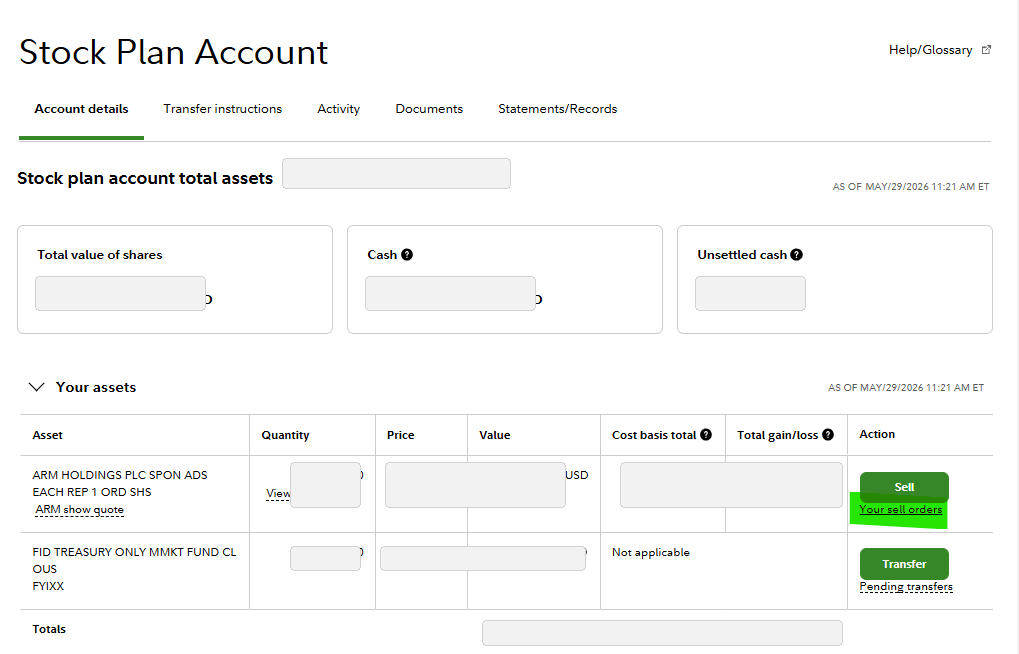 Stock Plan Account
Help/Glossary
Account details
Transfer instructions
Activity
Documents
Statements/Records
Stock plan account total assets
AS OF MAY/29/2026 11:21 AM ET
Total value of shares
Cash
Unsettled cash
Your assets
AS OF MAY/29/2026 11:21 AM ET
Asset
Quantity
Price
Value
Cost basis total
Total gain/loss
Action
ARM HOLDINGS PLC SPON ADS
EACH REP 1 ORD SHS
ARM show quote
View
USD
Sell
Your sell orders
FID TREASURY ONLY MMKT FUND CL
OUS
FYIXX
Not applicable
Transfer
Pending transfers
Totals